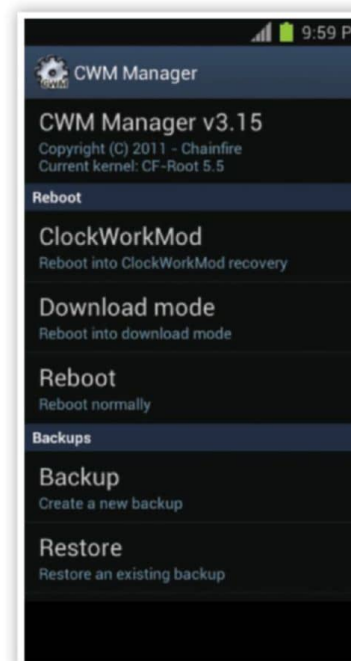 9:59 P
CWM
CWM Manager
CWM Manager v3.15
Copyright (C) 2011 - Chainfire
Current kernel: CF-Root 5.5
Reboot
ClockWorkMod
Reboot into ClockWorkMod recovery
Download mode
Reboot into download mode
Reboot
Reboot normally
Backups
Backup
Create a new backup
Restore
Restore an existing backup